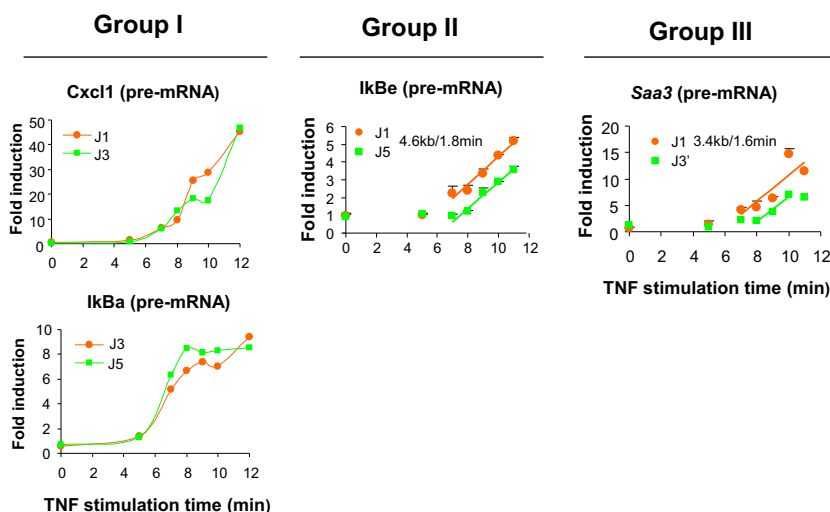 Group I
Group II
Group III
Cxcl1 (pre-mRNA)
Fold induction
50
40
30
20
10
0
J1
J3
0 2 4 6 8 10 12
IkBa (pre-mRNA)
Fold induction
10
8
6
4
2
0
J3
J5
0 2 4 6 8 10 12
TNF stimulation time (min)
IkBe (pre-mRNA)
Fold induction
6
5
4
3
2
1
0
J1 4.6kb/1.8min
J5
0 2 4 6 8 10 12
Saa3 (pre-mRNA)
Fold induction
20
15
10
5
0
J1 3.4kb/1.6min
J3'
0 2 4 6 8 10 12
TNF stimulation time (min)